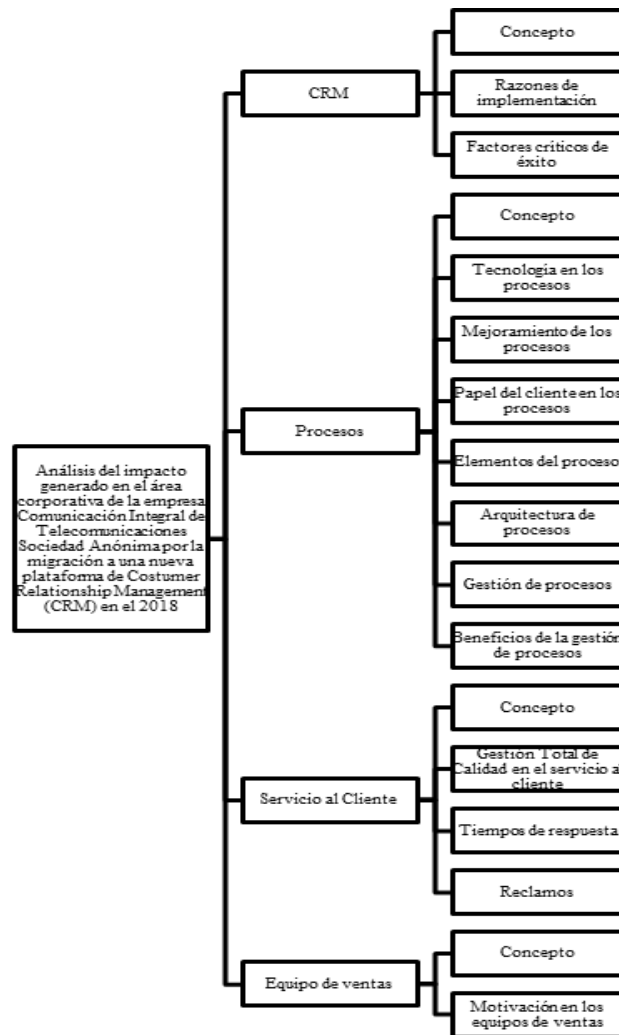 Concepto
CRM
Razones de
implementación
Factores críticos de
éxito
Concepto
Tecnología en los
procesos
Mejoramiento de los
procesos
Papel del cliente en los
procesos
Procesos
Elementos del proceso
Arquitectura de
procesos
Gestión de procesos
Beneficios de la gestión
de procesos
Análisis del impacto
generado en el área
corporativa de la empresa
Comunicación Integral de
Telecomunicaciones
Sociedad Anónima por la
migración a una nueva
plataforma de Costumer
Relationship Management
(CRM) en el 2018
Concepto
Gestión Total de
Calidad en el servicio al
cliente
Servicio al Cliente
Tiempos de respuesta
Reclamos
Concepto
Equipo de ventas
Motivación en los
equipos de ventas